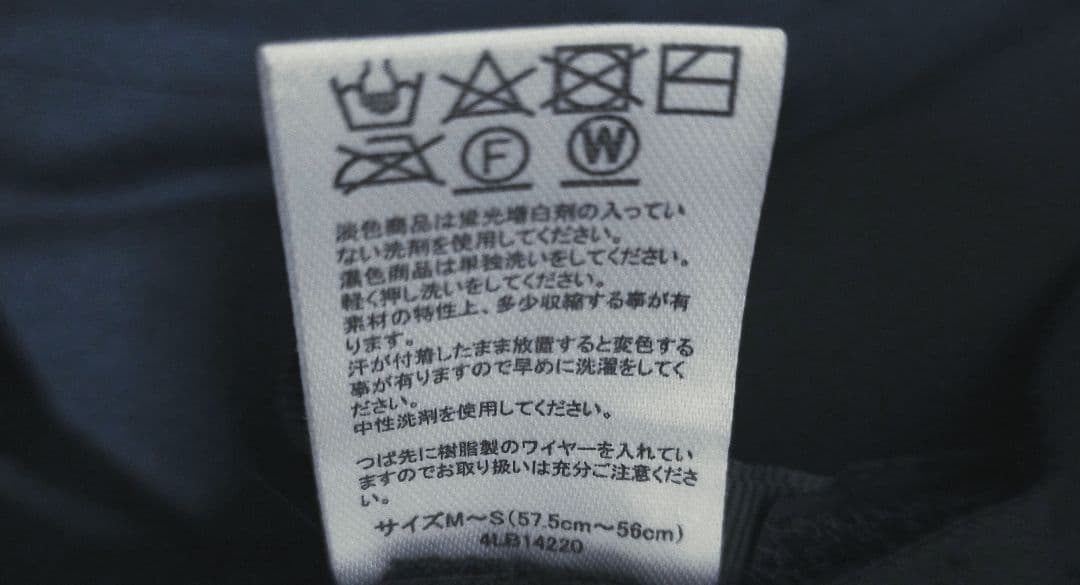 F W
淡色商品は蛍光増白剤の入ってい
ない洗剤を使用してください。
濃色商品は単独洗いをしてください。
軽く押し洗いをしてください。
素材の特性上、多少収縮する事が有
ります。
汗が付着したまま放置すると変色する
事が有りますので早めに洗濯をしてく
ださい。
中性洗剤を使用してください。
つば先に樹脂製のワイヤーを入れてい
ますのでお取り扱いは充分ご注意くださ
い。
サイズM～S(57.5cm～56cm)
4LB14220